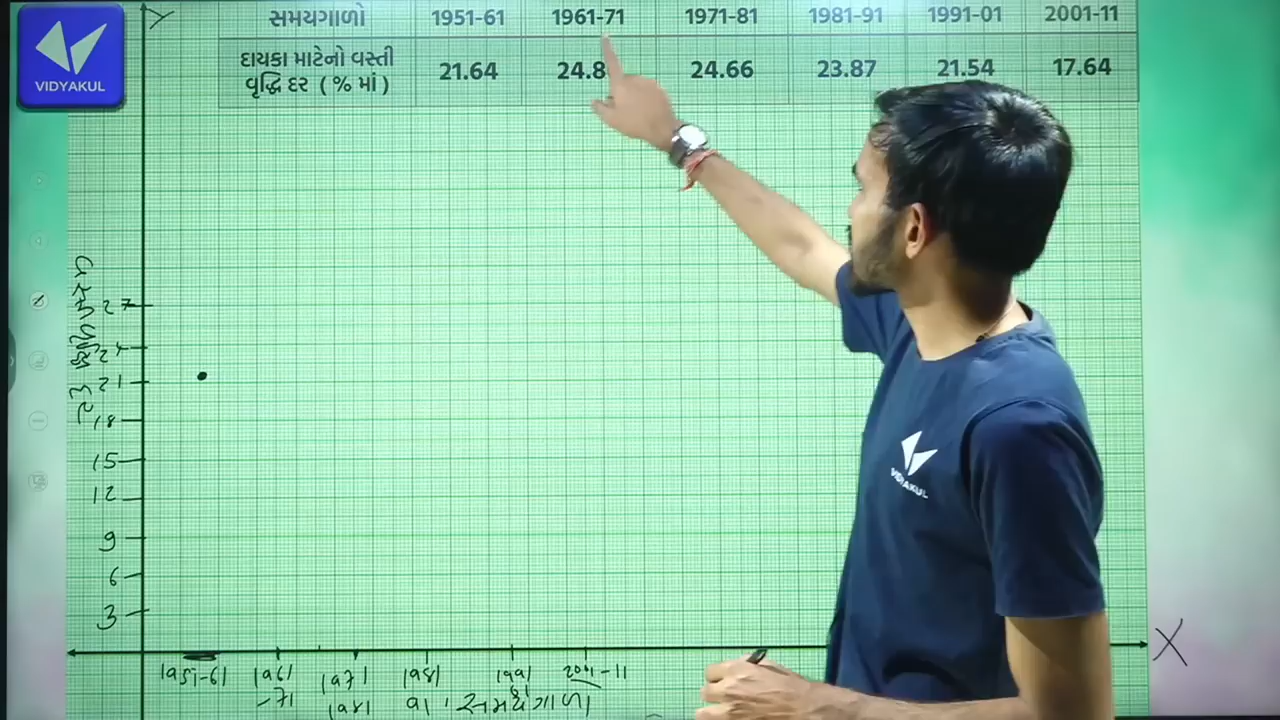 VIDYAKUL
Y
સમયગાળો 1951-61 1961-71 1971-81 1981-91 1991-01 2001-11
દાયકા માટેનો વસ્તી
વૃદ્ધિ દર ( % માં ) 21.64 24.8 24.66 23.87 21.54 17.64
27
24
21
18
15
12
9
6
3
X
1951-61 1961 1971 1981 1991 2001-11
-71 1981 91 સમયગાળા
VIDYAKUL